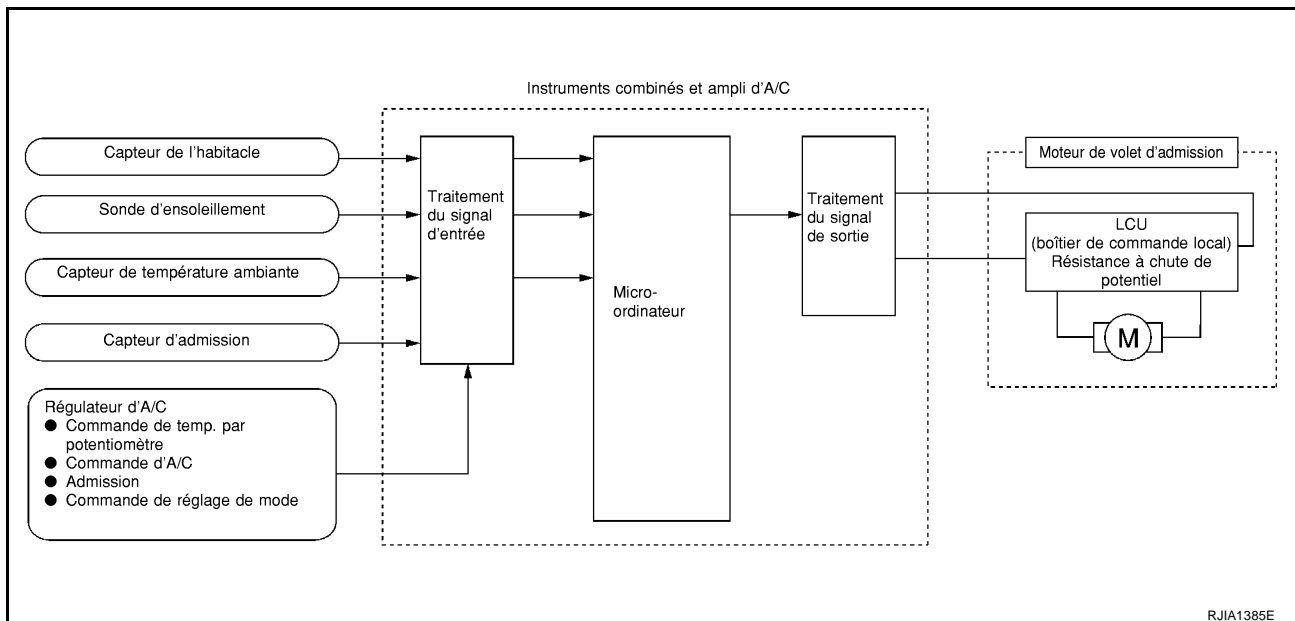 Instruments combinés et ampli d'A/C
Capteur de l'habitacle
Sonde d'ensoleillement
Capteur de température ambiante
Capteur d'admission
Régulateur d'A/C
● Commande de temp. par
potentiomètre
● Commande d'A/C
● Admission
● Commande de réglage de mode
Traitement
du signal
d'entrée
Micro-
ordinateur
Traitement
du signal
de sortie
Moteur de volet d'admission
LCU
(boîtier de commande local)
Résistance à chute de
potentiel
M
RJIA1385E